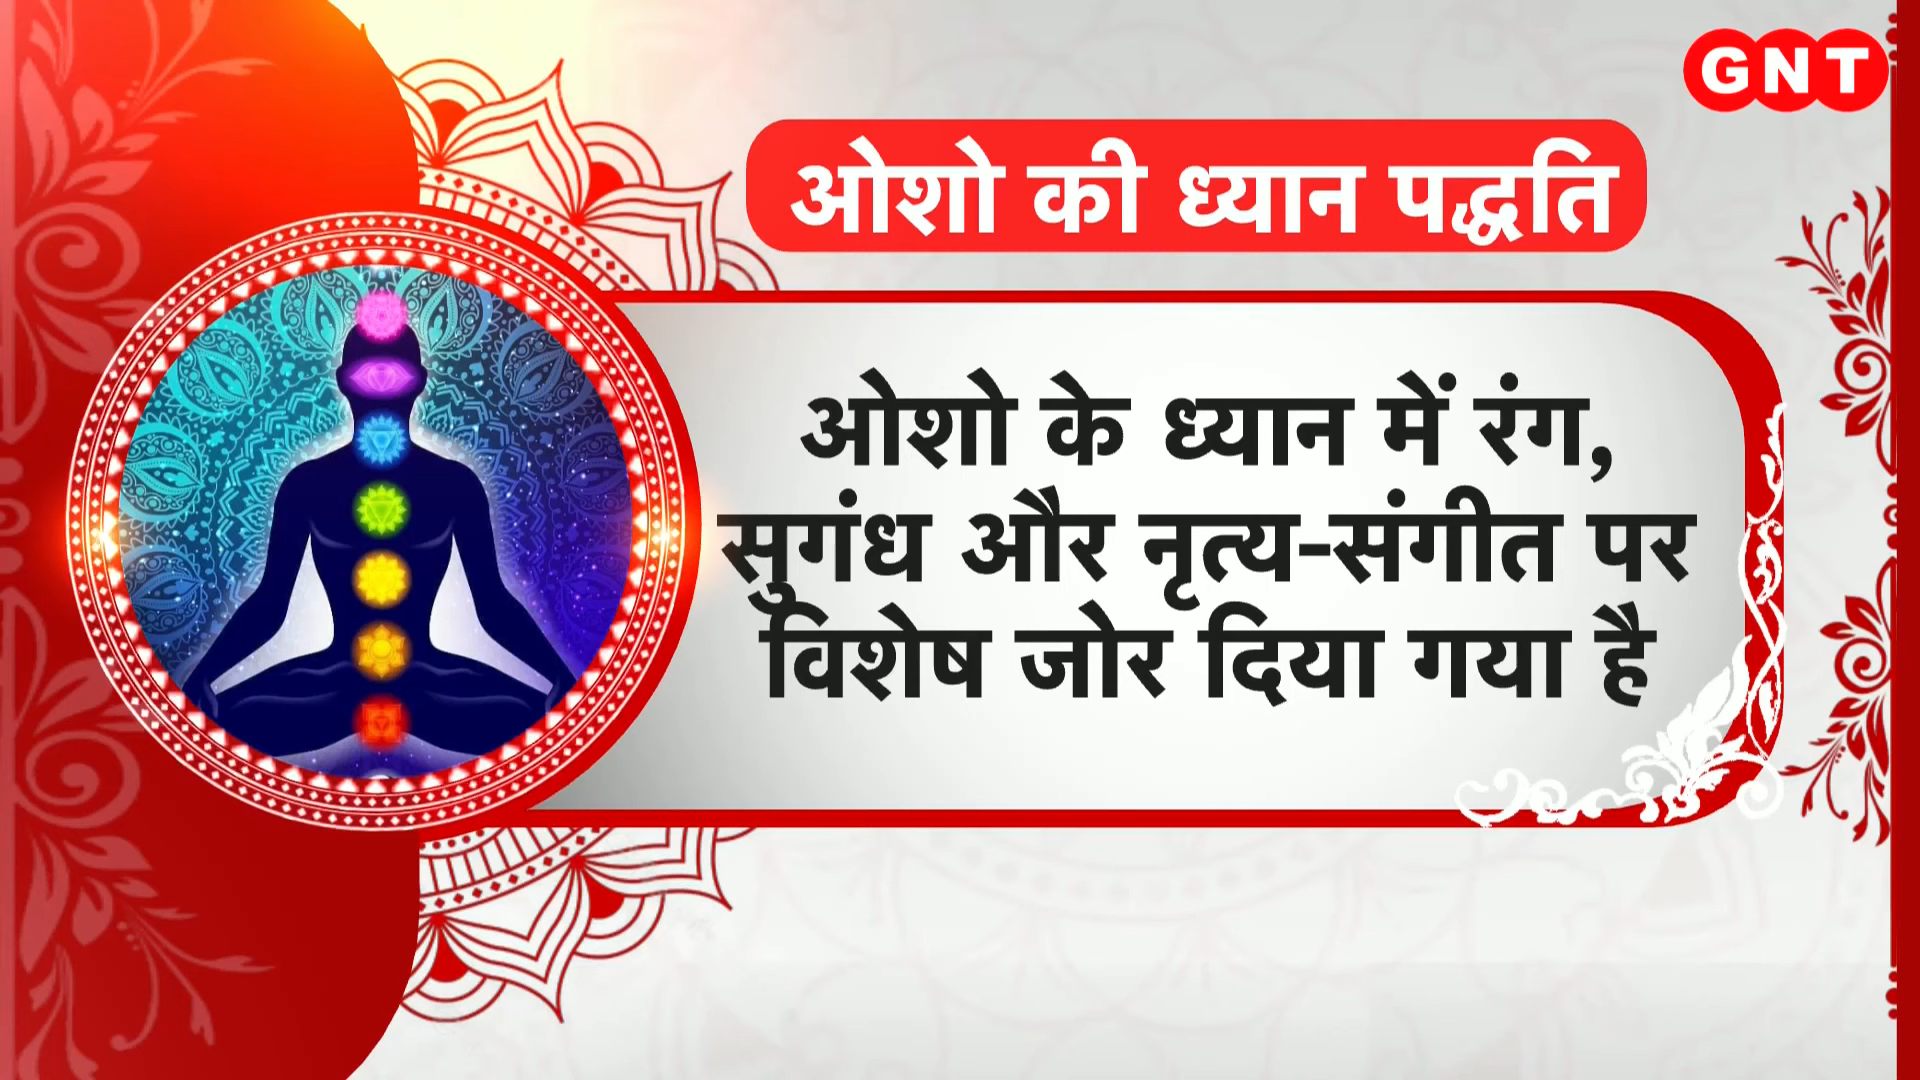 GNT
ओशो की ध्यान पद्धति
ओशो के ध्यान में रंग,
सुगंध और नृत्य-संगीत पर
विशेष जोर दिया गया है